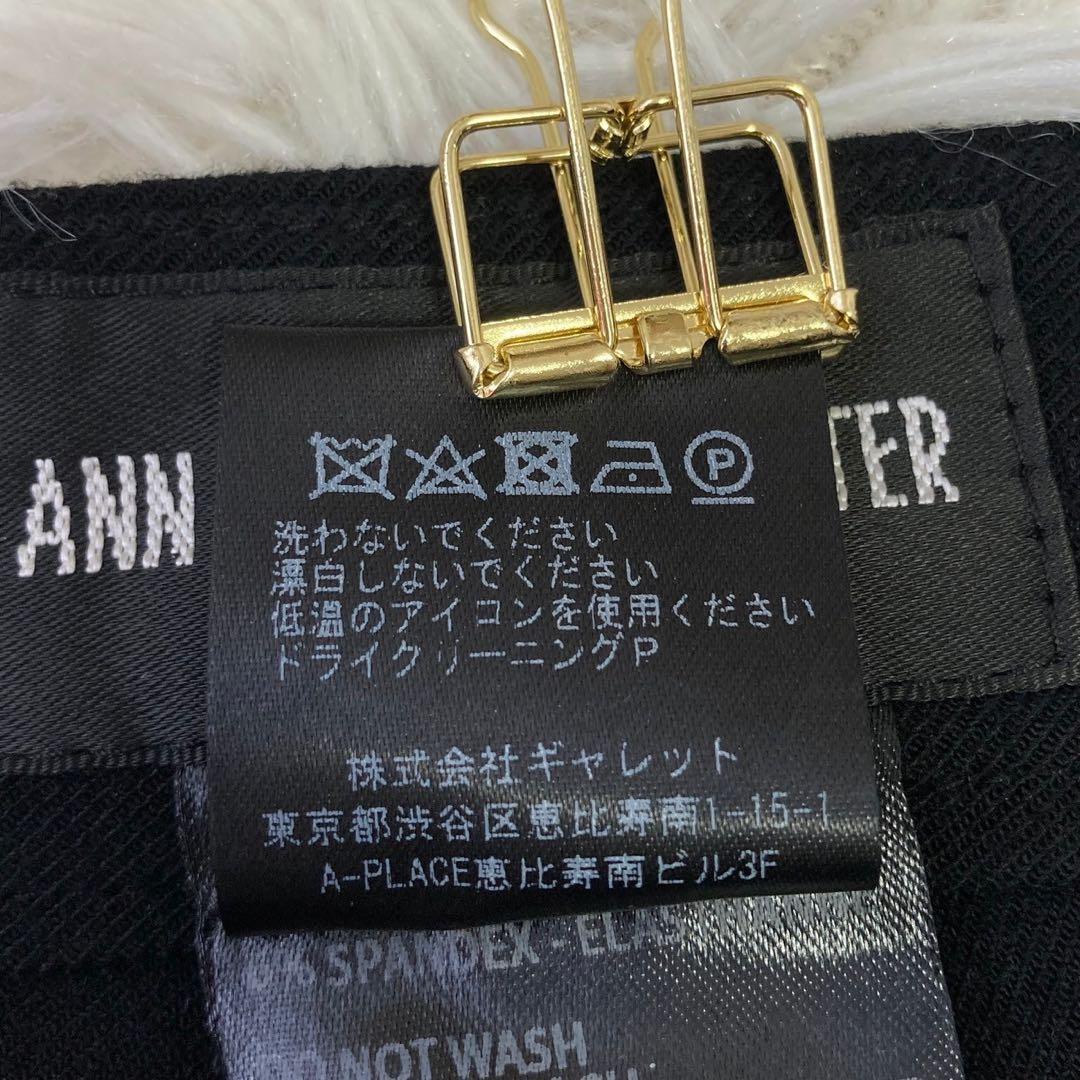 ANN
TER
洗わないでください
漂白しないでください
低温のアイコンを使用ください
ドライクリーニングP
株式会社ギャレット
東京都渋谷区恵比寿南1-15-1
A-PLACE恵比寿南ビル3F
SPANDEX -
NOT WASH